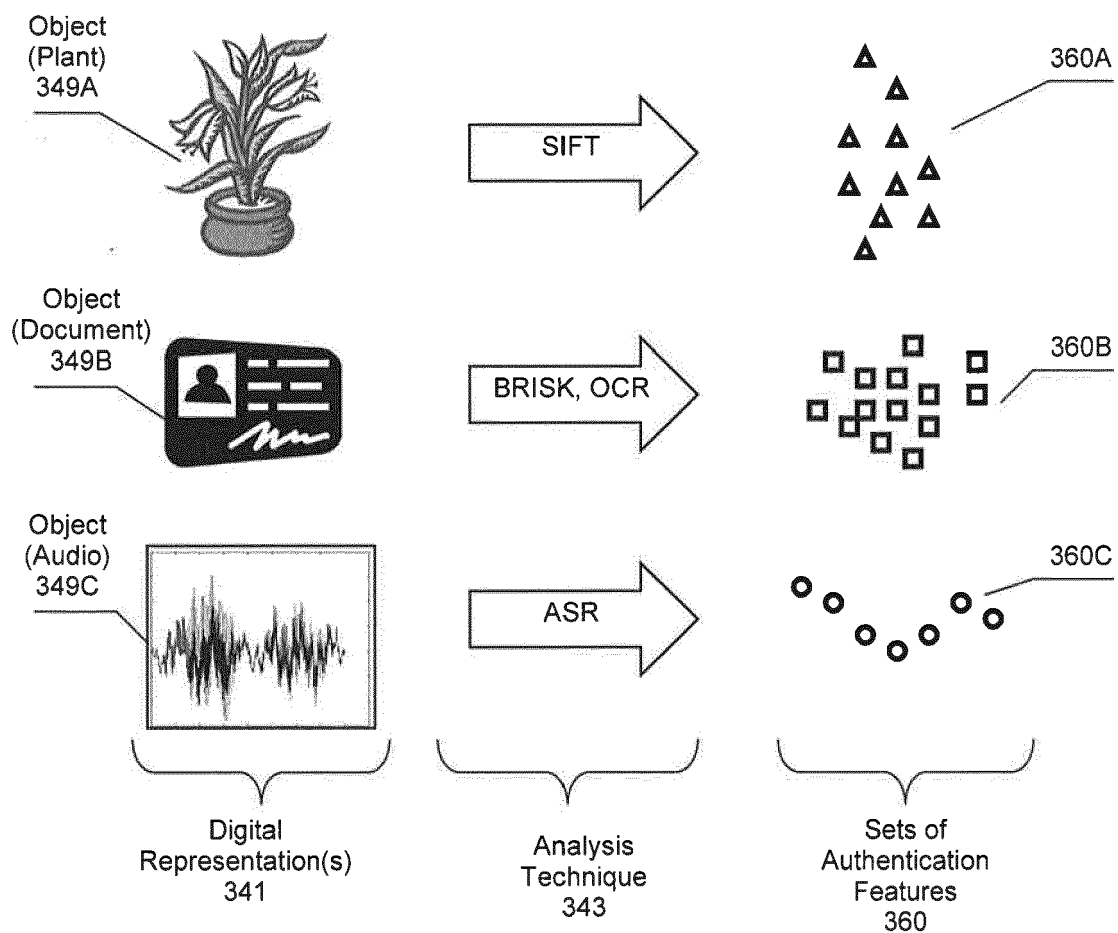 Object
(Plant)
349A
SIFT
360A
Object
(Document)
349B
BRISK, OCR
360B
Object
(Audio)
349C
ASR
360C
Digital
Representation(s)
341
Analysis
Technique
343
Sets of
Authentication
Features
360